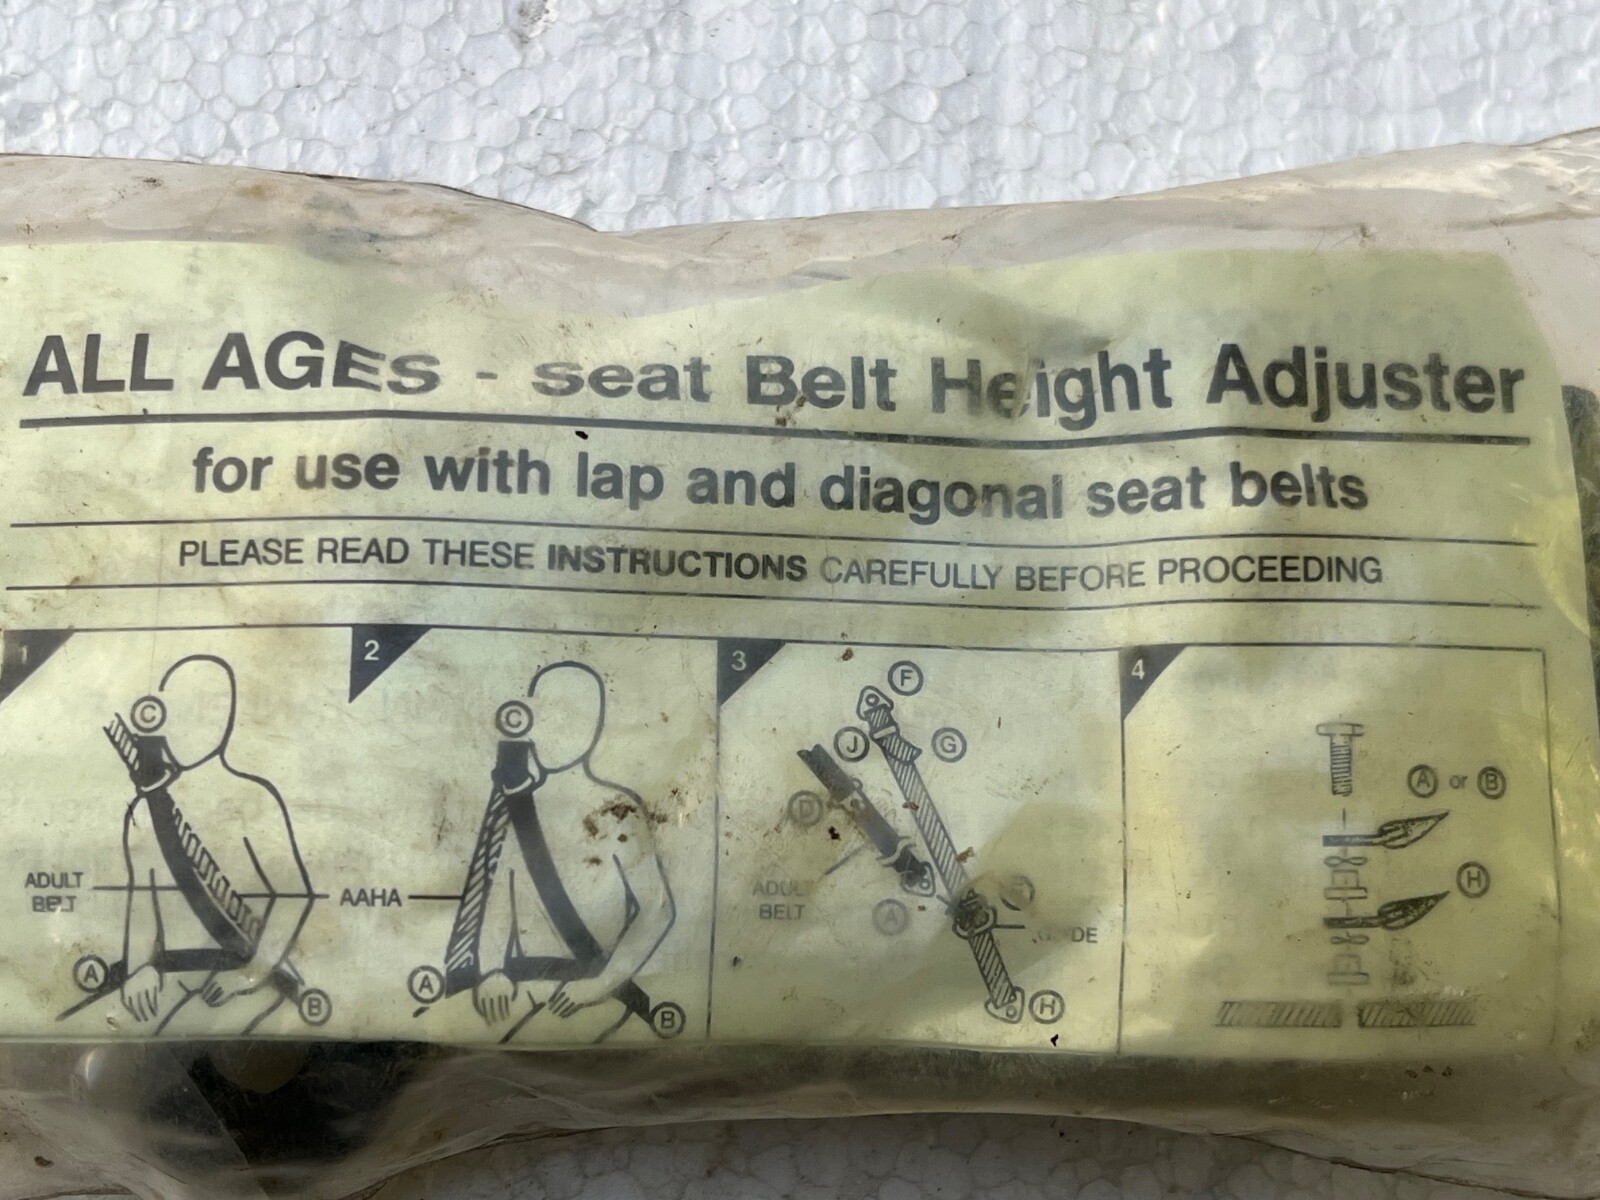 ALL AGES - seat Belt Height Adjuster
for use with lap and diagonal seat belts
PLEASE READ THESE INSTRUCTIONS CAREFULLY BEFORE PROCEEDING
1
C
ADULT
BELT
A
B
AAHA
2
C
A
B
3
F
J
G
D
ADULT
BELT
A
H
4
A or B
H